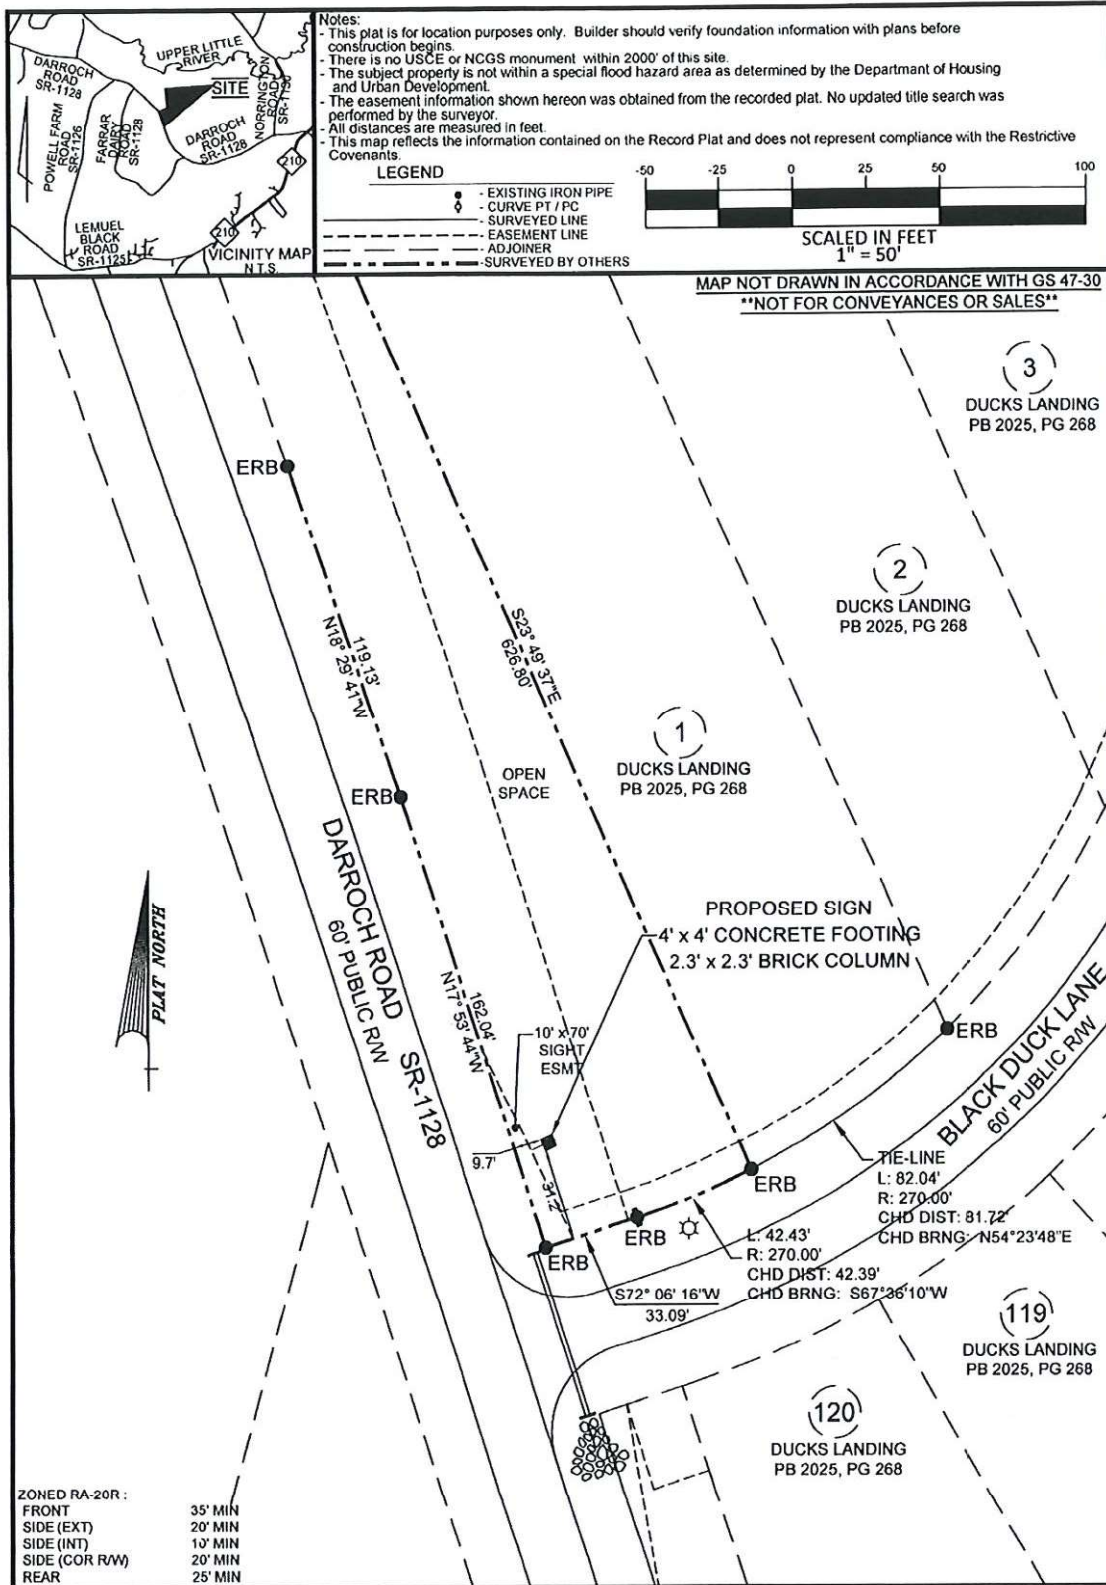 UPPER LITTLE
RIVER
DARROCH
ROAD
SR-1128
SITE
NORRINGTON
ROAD
POWELL FARM
ROAD
SR-1126
FARRAR
DAIRY
ROAD
SR-1128
DARROCH
ROAD
SR-1128
210
LEMUEL
BLACK
ROAD
SR-1125
210
VICINITY MAP
N.T.S.
Notes:
- This plat is for location purposes only. Builder should verify foundation information with plans before
construction begins.
- There is no USCE or NCGS monument within 2000' of this site.
- The subject property is not within a special flood hazard area as determined by the Departmant of Housing
and Urban Development.
- The easement information shown hereon was obtained from the recorded plat. No updated title search was
performed by the surveyor.
- All distances are measured in feet.
- This map reflects the information contained on the Record Plat and does not represent compliance with the Restrictive
Covenants.
LEGEND
- EXISTING IRON PIPE
- CURVE PT / PC
- SURVEYED LINE
- EASEMENT LINE
- ADJOINER
- SURVEYED BY OTHERS
-50 -25 0 25 50 100
SCALED IN FEET
1" = 50'
MAP NOT DRAWN IN ACCORDANCE WITH GS 47-30
**NOT FOR CONVEYANCES OR SALES**
3
DUCKS LANDING
PB 2025, PG 268
ERB
2
DUCKS LANDING
PB 2025, PG 268
119.13'
N18° 29' 41"W
S23° 49' 37"E
626.80'
1
DUCKS LANDING
PB 2025, PG 268
OPEN
SPACE
ERB
DARROCH ROAD SR-1128
60' PUBLIC R/W
PLAT NORTH
PROPOSED SIGN
4' x 4' CONCRETE FOOTING
2.3' x 2.3' BRICK COLUMN
162.04'
N17° 53' 44"W
10' x 70'
SIGHT
ESMT
ERB
BLACK DUCK LANE
60' PUBLIC R/W
9.7'
31.2'
TIE-LINE
L: 82.04'
R: 270.00'
CHD DIST: 81.72'
CHD BRNG: N54°23'48"E
ERB
ERB
ERB
L: 42.43'
R: 270.00'
CHD DIST: 42.39'
CHD BRNG: S67°36'10"W
S72° 06' 16"W
33.09'
119
DUCKS LANDING
PB 2025, PG 268
120
DUCKS LANDING
PB 2025, PG 268
ZONED RA-20R :
FRONT 35' MIN
SIDE (EXT) 20' MIN
SIDE (INT) 10' MIN
SIDE (COR R/W) 20' MIN
REAR 25' MIN